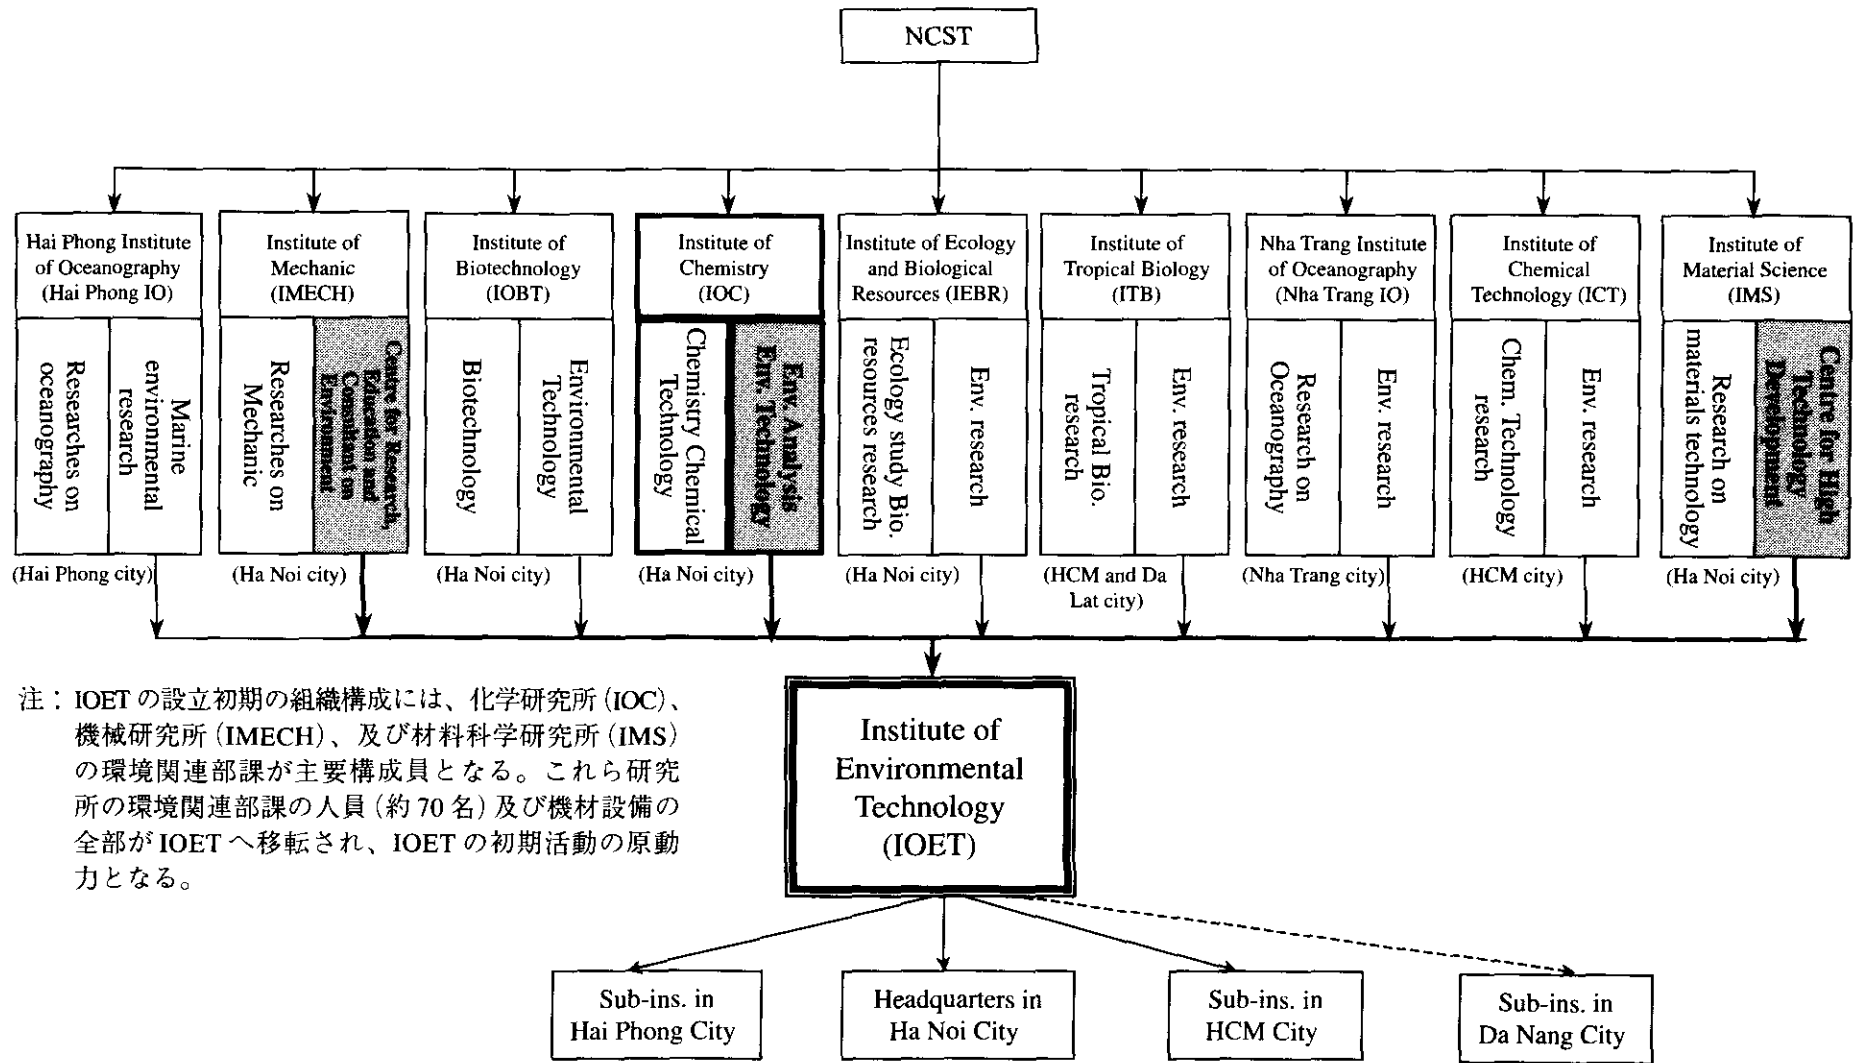 NCST
Hai Phong Institute
of Oceanography
(Hai Phong IO)
Researches on
oceanography
Marine
environmental
research
(Hai Phong city)
Institute of
Mechanic
(IMECH)
Researches on
Mechanic
Centre for Research,
Education and
Consultant on
Environment
(Ha Noi city)
Institute of
Biotechnology
(IOBT)
Biotechnology
Environmental
Technology
(Ha Noi city)
Institute of
Chemistry
(IOC)
Chemistry Chemical
Technology
Env. Analysis
Env. Technology
(Ha Noi city)
Institute of Ecology
and Biological
Resources (IEBR)
Ecology study Bio.
resources research
Env. research
(Ha Noi city)
Institute of
Tropical Biology
(ITB)
Tropical Bio.
research
Env. research
(HCM and Da
Lat city)
Nha Trang Institute
of Oceanography
(Nha Trang IO)
Research on
Oceanography
Env. research
(Nha Trang city)
Institute of
Chemical
Technology (ICT)
Chem. Technology
research
Env. research
(HCM city)
Institute of
Material Science
(IMS)
Research on
materials technology
Centre for High
Technology
Development
(Ha Noi city)
注：IOETの設立初期の組織構成には、化学研究所（IOC）、
機械研究所（IMECH）、及び材料科学研究所（IMS）
の環境関連部課が主要構成員となる。これら研究
所の環境関連部課の人員（約70名）及び機材設備の
全部がIOETへ移転され、IOETの初期活動の原動
力となる。
Institute of
Environmental
Technology
(IOET)
Sub-ins. in
Hai Phong City
Headquarters in
Ha Noi City
Sub-ins. in
HCM City
Sub-ins. in
Da Nang City